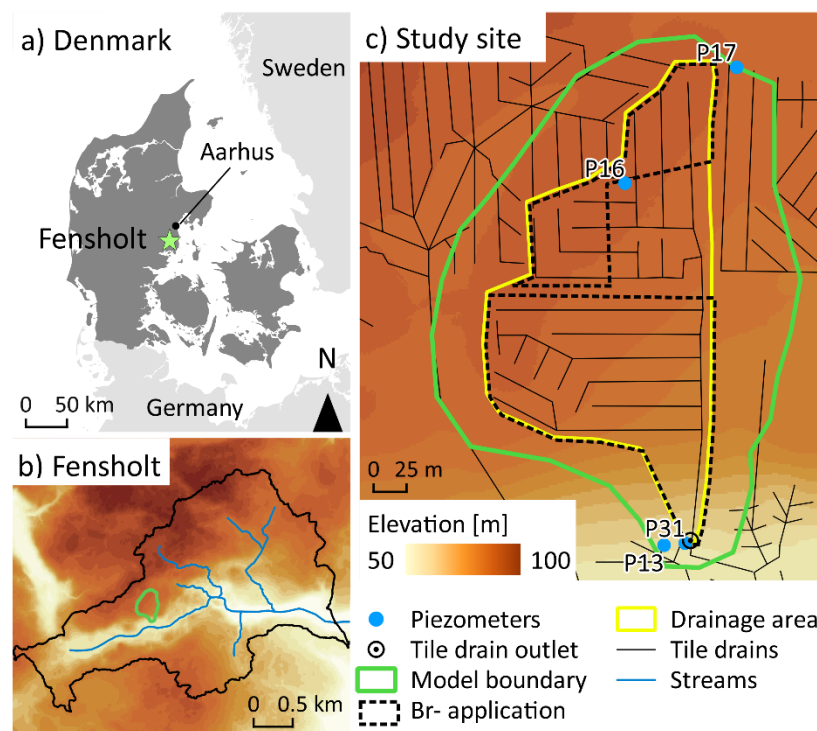 a) Denmark
Sweden
Aarhus
Fensholt
N
0 50 km
Germany
b) Fensholt
0 0.5 km
c) Study site
P17
P16
0 25 m
Elevation [m]
50 100
P31
P13
Piezometers
Tile drain outlet
Model boundary
Br- application
Drainage area
Tile drains
Streams